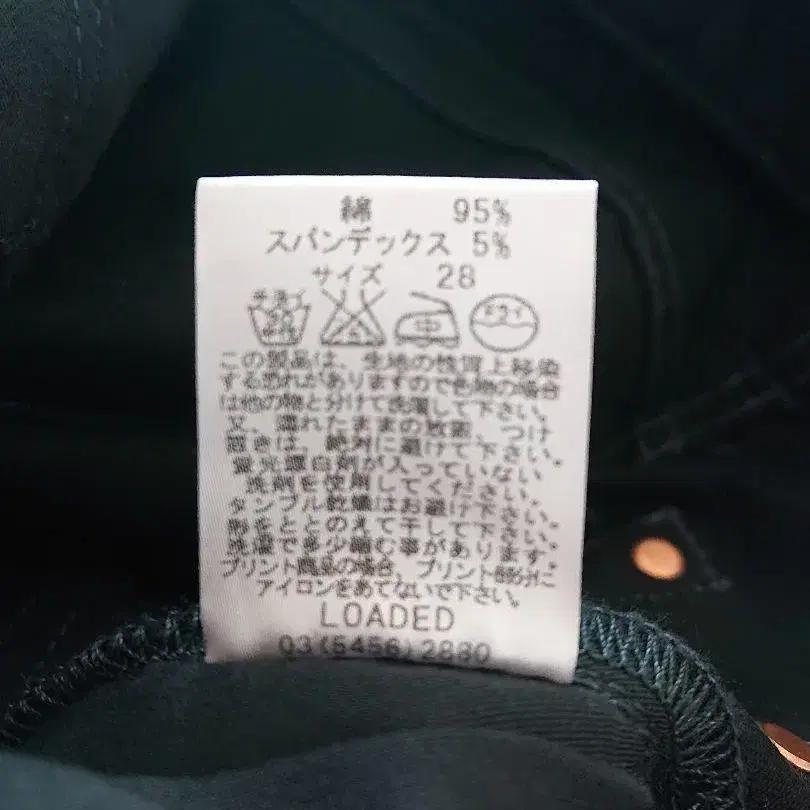 綿 95%
スパンデックス 5%
サイズ 28
手洗イ 中 ドライ
この製品は、生地の性質上移染
する恐れがありますので色物の場合
は他の物と分けて洗濯して下さい。
又、濡れたままの放置、つけ
置きは、絶対に避けて下さい。
蛍光漂白剤が入っていない
洗剤を使用してください。
タンブル乾燥はお避け下さい。
形をととのえて干して下さい。
洗濯で多少縮む事があります。
プリント商品の場合、プリント部分に
アイロンをあてないで下さい。
LOADED
03(5456)2880